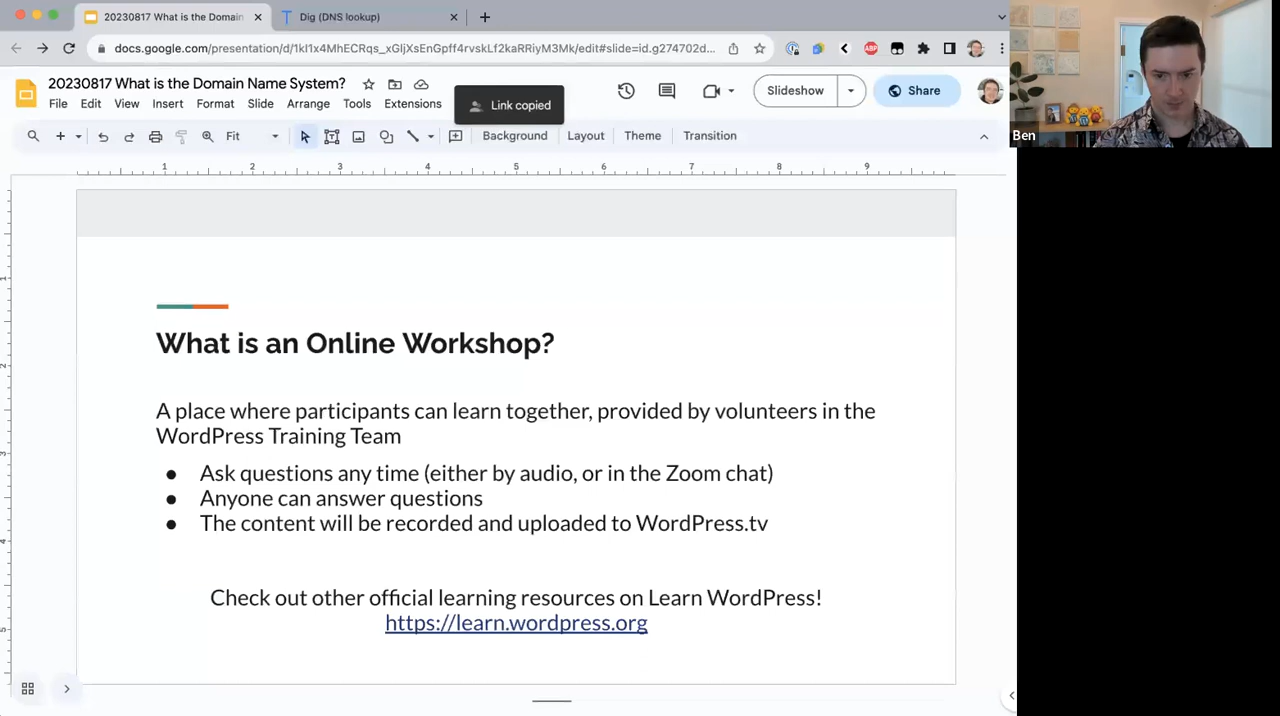 20230817 What is the Domain
Dig (DNS lookup)
docs.google.com/presentation/d/1kI1x4MhECRqs_xGljXsEnGpff4rvskLf2kaRRiyM3Mk/edit#slide=id.g274702d...
20230817 What is the Domain Name System?
File Edit View Insert Format Slide Arrange Tools Extensions
Link copied
Slideshow
Share
Fit
Background Layout Theme Transition
Ben
1 2 3 4 5 6 7 8 9
1
2
3
4
5
What is an Online Workshop?
A place where participants can learn together, provided by volunteers in the
WordPress Training Team
● Ask questions any time (either by audio, or in the Zoom chat)
● Anyone can answer questions
● The content will be recorded and uploaded to WordPress.tv
Check out other official learning resources on Learn WordPress!
https://learn.wordpress.org